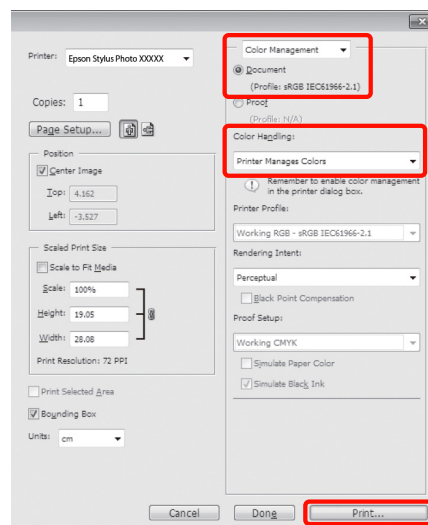 Printer:
Epson Stylus Photo XXXXX
Copies:
1
Page Setup...
Position
Center Image
Top:
4.162
Left:
-3.527
Scaled Print Size
Scale to Fit Media
Scale:
100%
Height:
19.05
Width:
28.08
Print Resolution: 72 PPI
Print Selected Area
Bounding Box
Units:
cm
Color Management
Document
(Profile: sRGB IEC61966-2.1)
Proof
(Profile: N/A)
Color Handling:
Printer Manages Colors
Remember to enable color management
in the printer dialog box.
Printer Profile:
Working RGB - sRGB IEC61966-2.1
Rendering Intent:
Perceptual
Black Point Compensation
Proof Setup:
Working CMYK
Simulate Paper Color
Simulate Black Ink
Cancel
Done
Print...